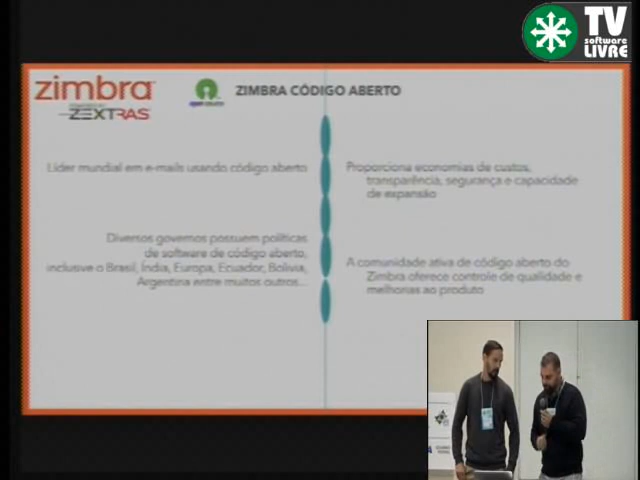 TV
software
LIVRE
zimbra
ZEXTRAS
ZIMBRA CÓDIGO ABERTO
Líder mundial em e-mails usando código aberto
Diversos governos possuem políticas
de software de código aberto,
inclusive o Brasil, Índia, Europa, Ecuador, Bolivia,
Argentina entre muitos outros...
Proporciona economias de custos,
transparência, segurança e capacidade
de expansão
A comunidade ativa de código aberto do
Zimbra oferece controle de qualidade e
melhorias ao produto